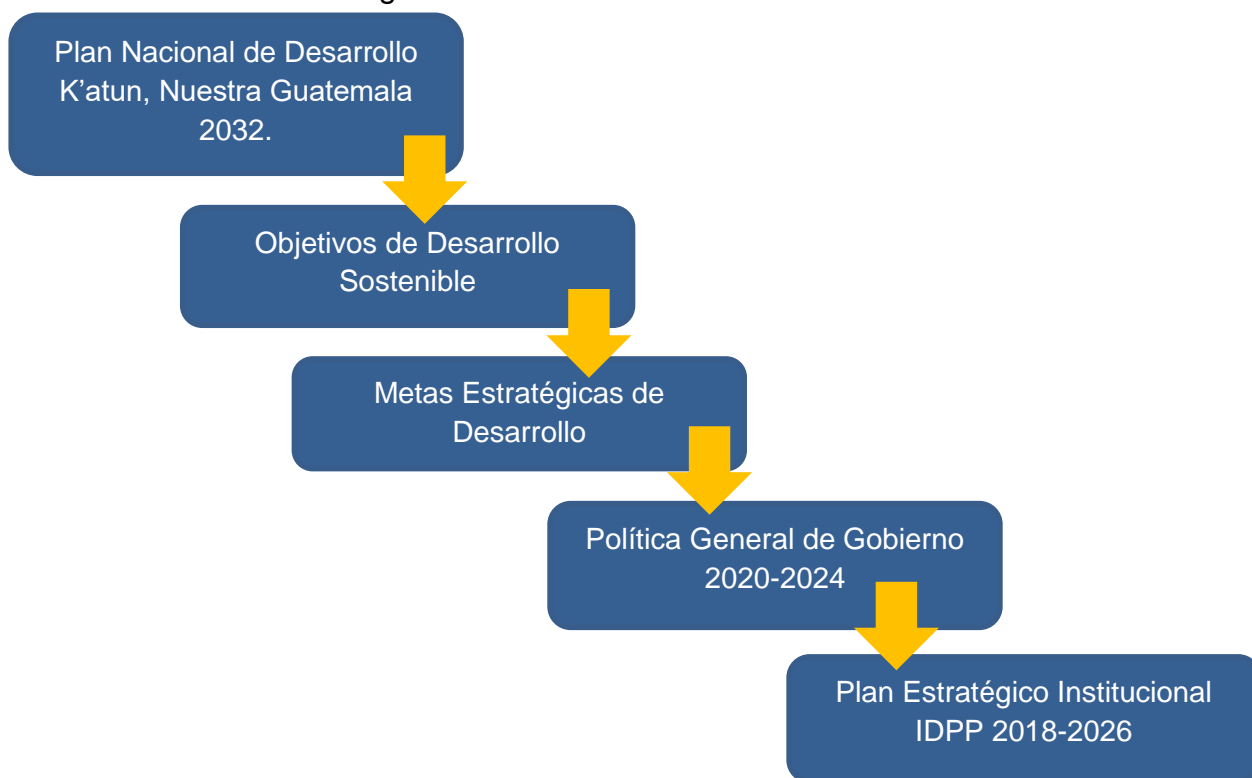 Plan Nacional de Desarrollo
K’atun, Nuestra Guatemala
2032.
Objetivos de Desarrollo
Sostenible
Metas Estratégicas de
Desarrollo
Política General de Gobierno
2020-2024
Plan Estratégico Institucional
IDPP 2018-2026